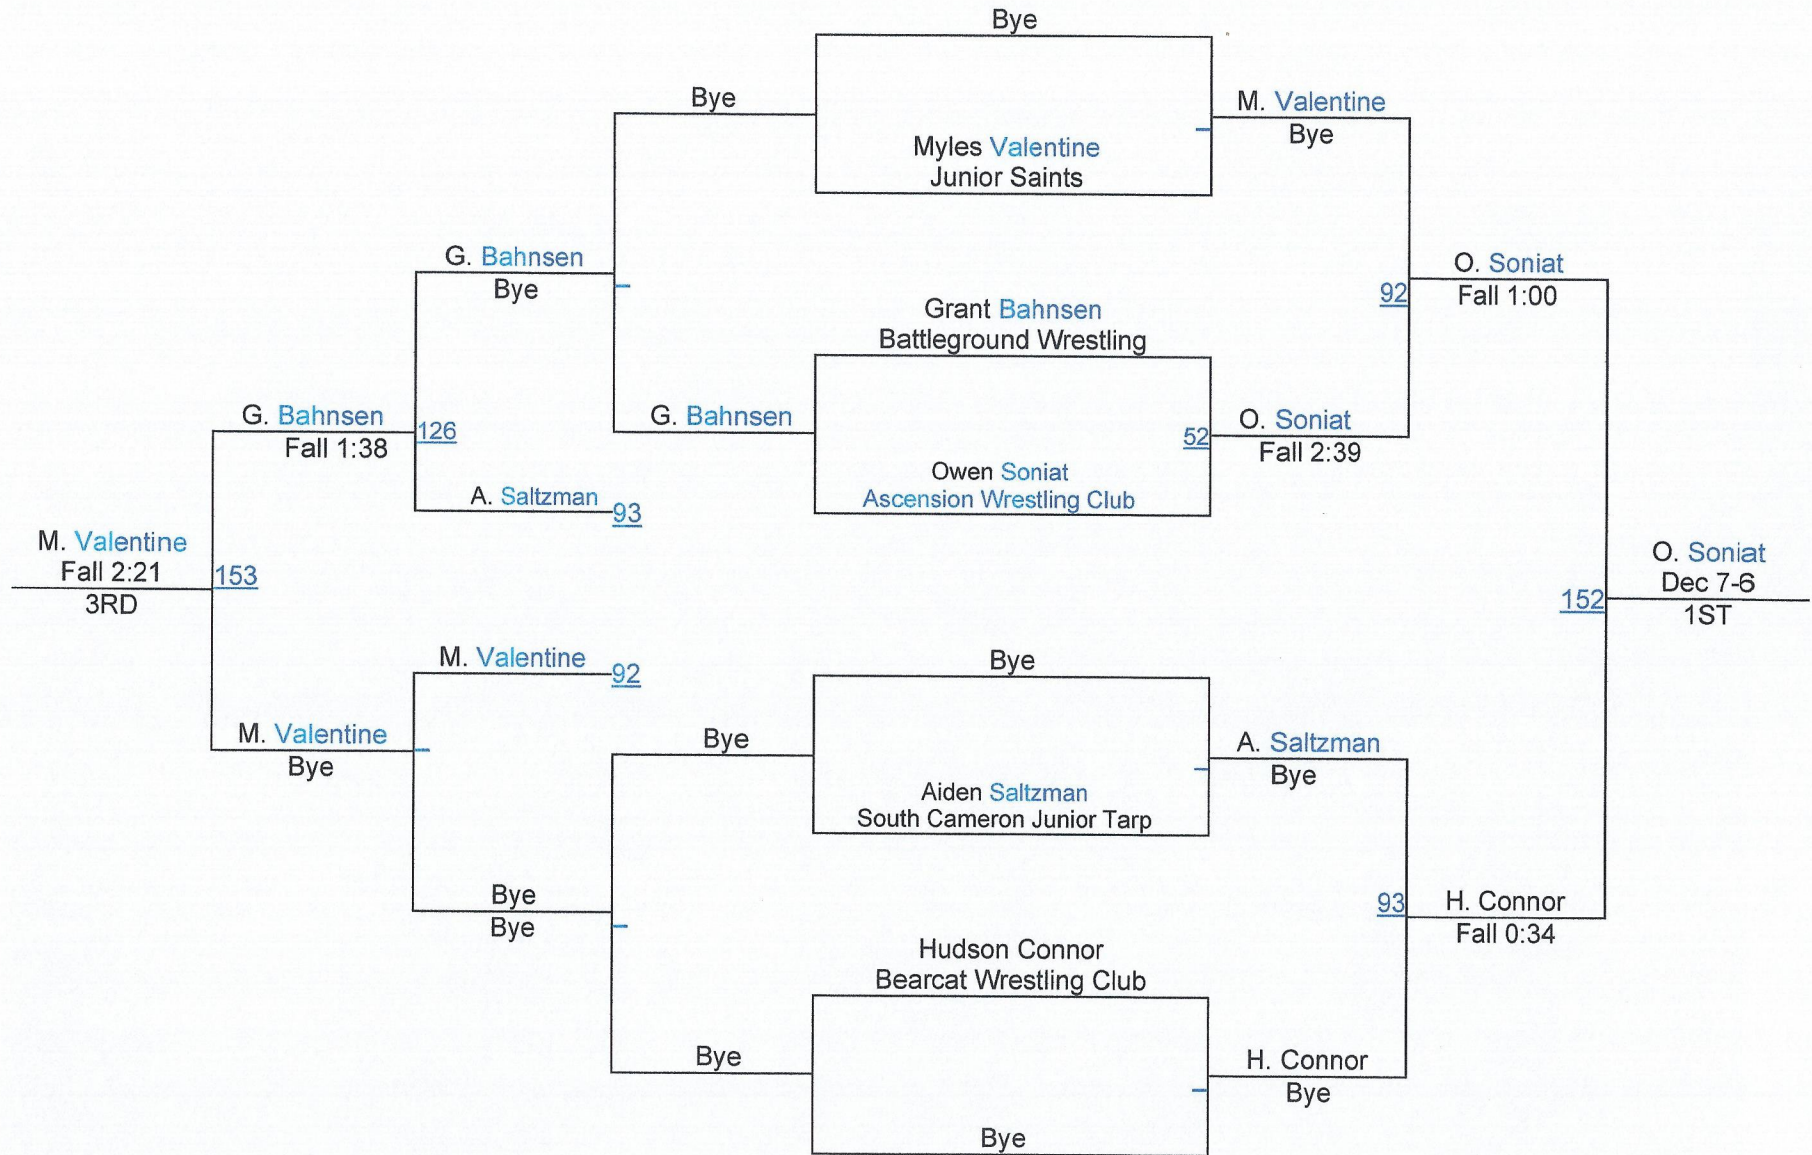 Bye
Bye
M. Valentine
Bye
Myles Valentine
Junior Saints
G. Bahnsen
Bye
O. Soniat
Fall 1:00
92
Grant Bahnsen
Battleground Wrestling
G. Bahnsen
Fall 1:38
126
G. Bahnsen
52
O. Soniat
Fall 2:39
Owen Soniat
Ascension Wrestling Club
A. Saltzman
93
M. Valentine
Fall 2:21
3RD
153
O. Soniat
Dec 7-6
1ST
152
M. Valentine
92
Bye
M. Valentine
Bye
Bye
A. Saltzman
Bye
Aiden Saltzman
South Cameron Junior Tarp
Bye
Bye
93
H. Connor
Fall 0:34
Hudson Connor
Bearcat Wrestling Club
Bye
H. Connor
Bye
Bye